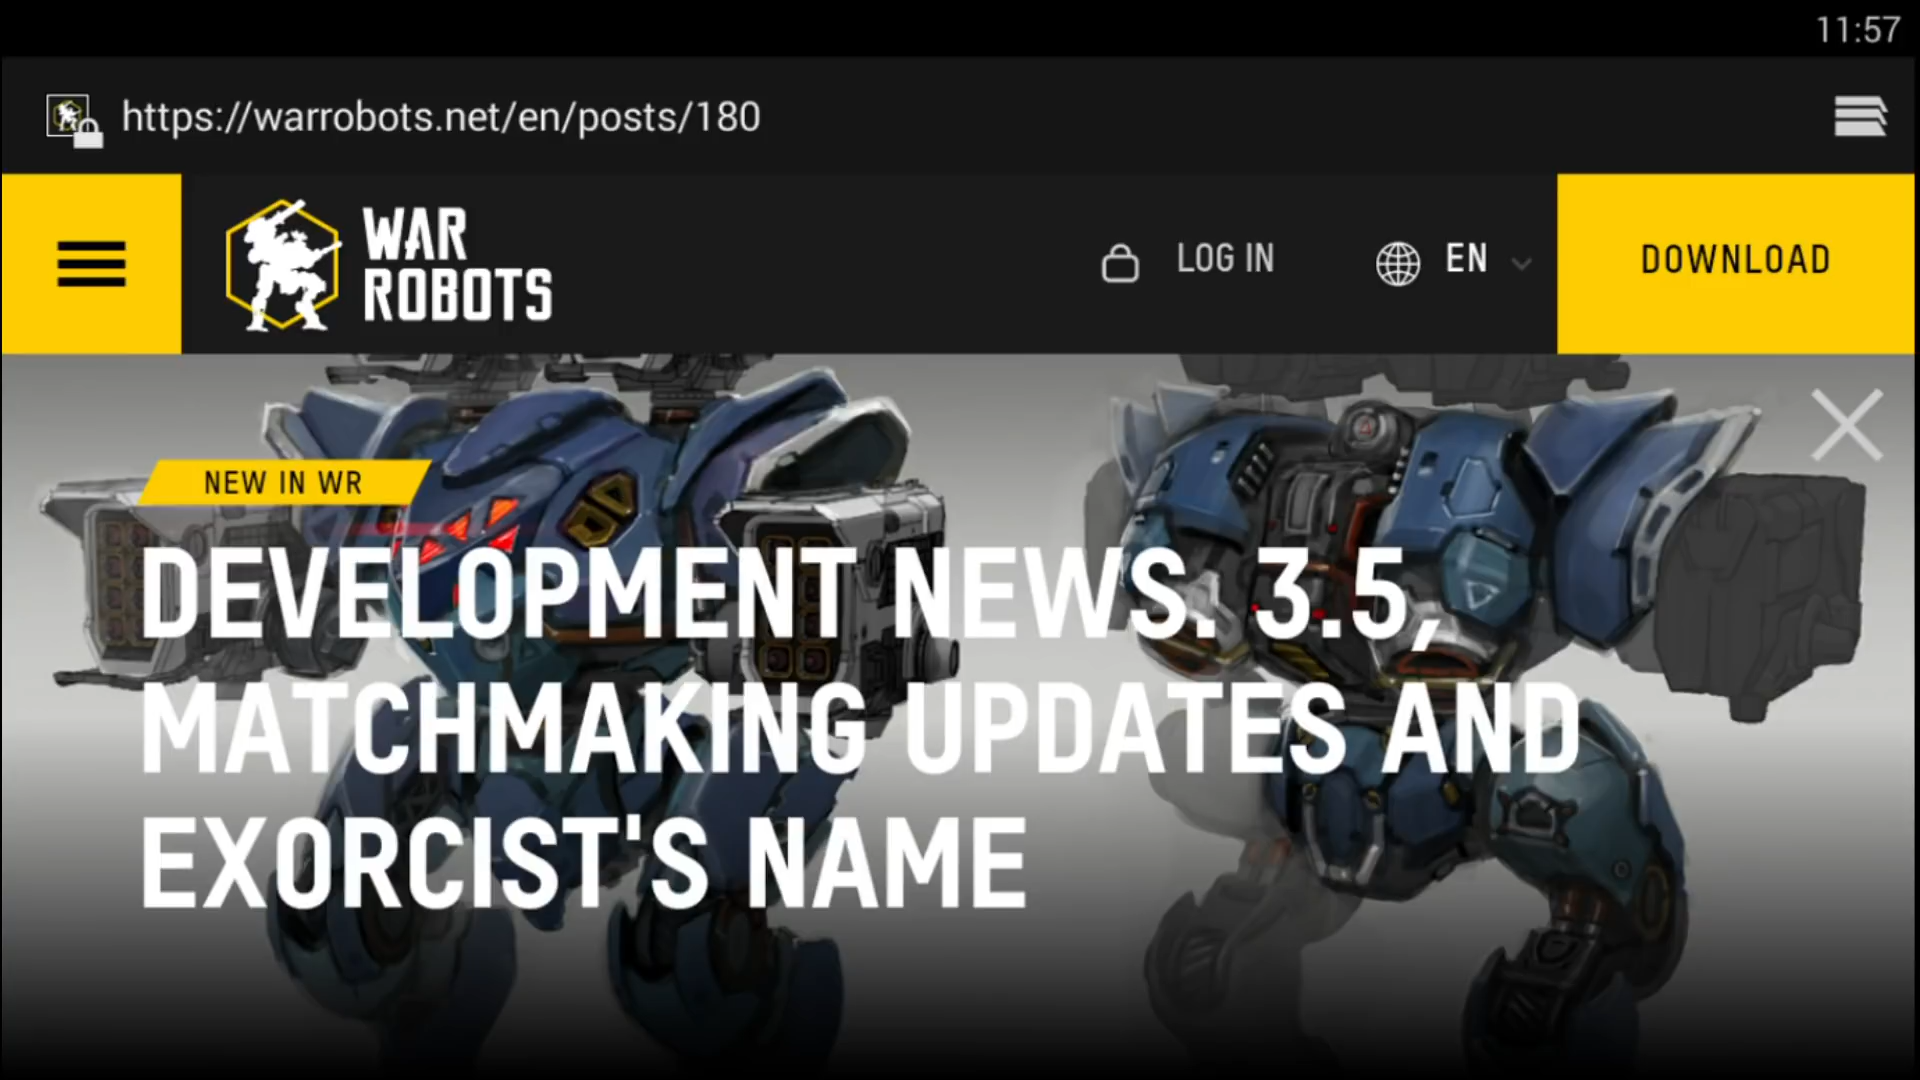 11:57
https://warrobots.net/en/posts/180
WAR
ROBOTS
LOG IN
EN
DOWNLOAD
NEW IN WR
DEVELOPMENT NEWS. 3.5,
MATCHMAKING UPDATES AND
EXORCIST'S NAME